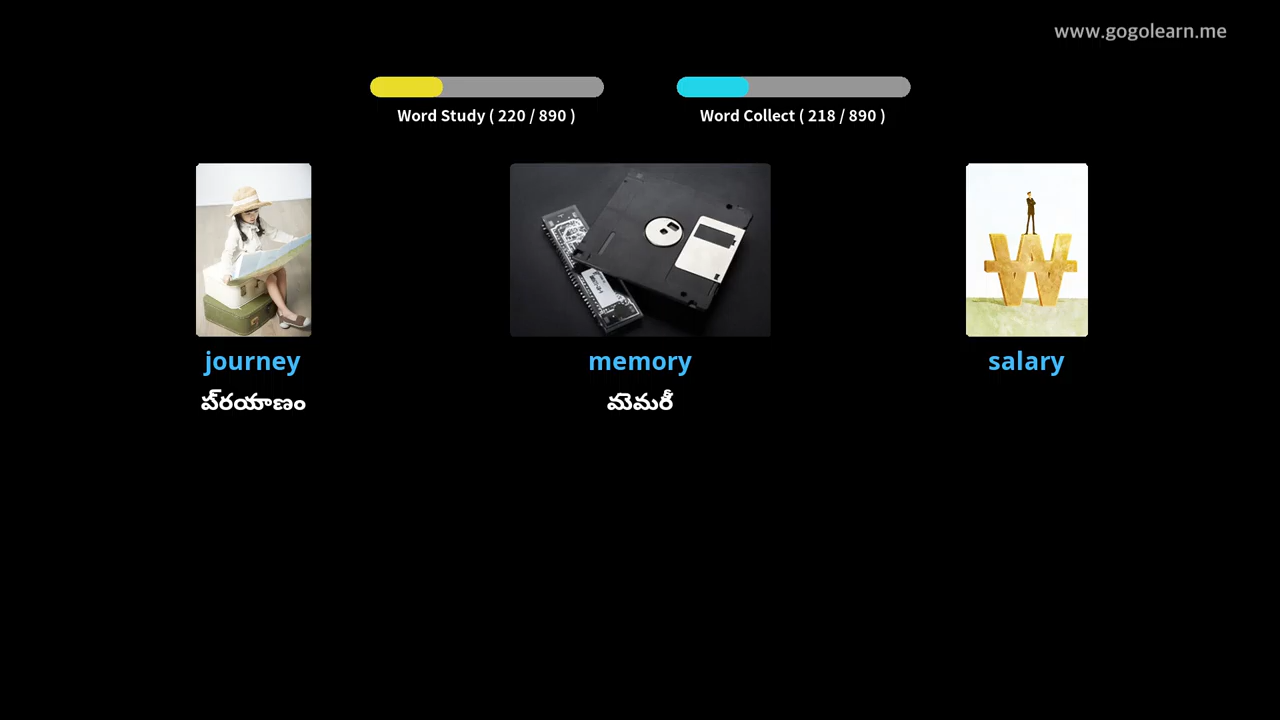 www.gogolearn.me
Word Study ( 220 / 890 )
Word Collect ( 218 / 890 )
journey
memory
salary
ప్రయాణం
మెమరీ